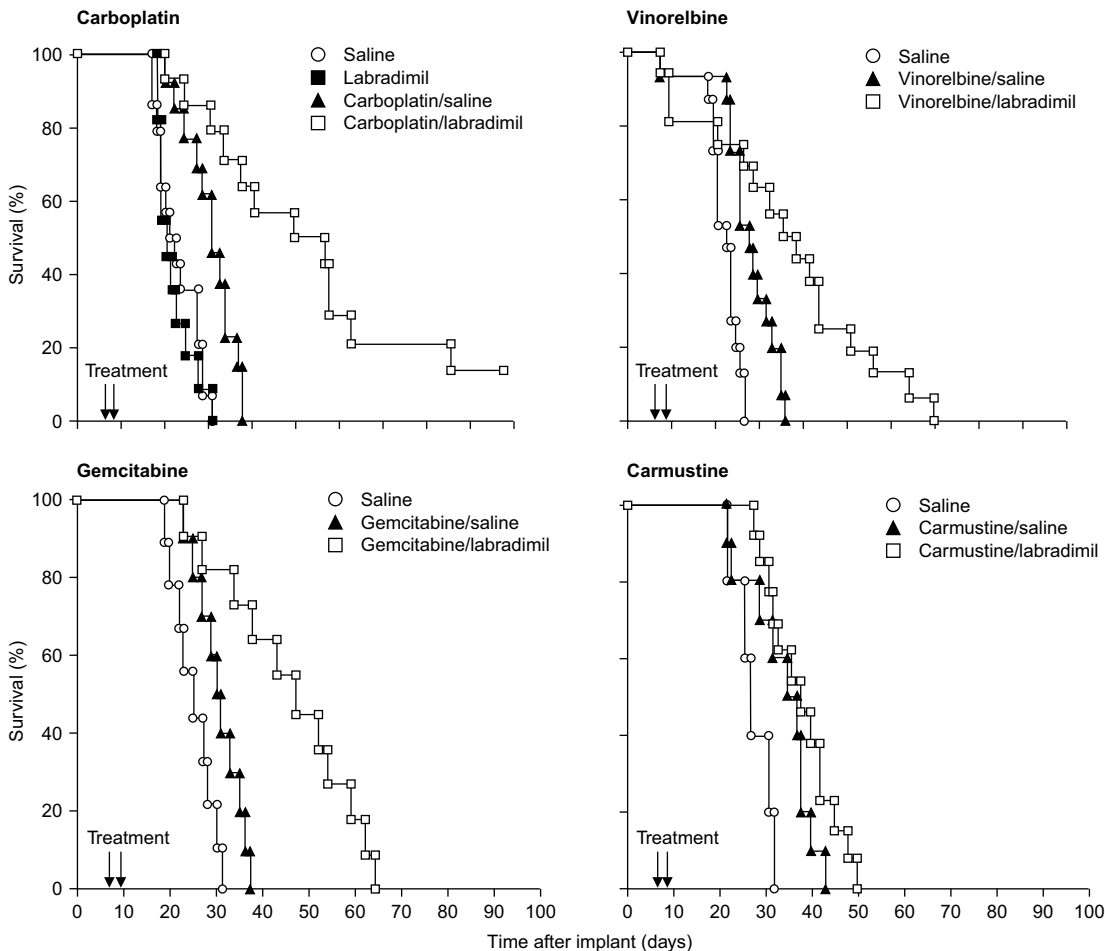 Carboplatin
Saline
Labradimil
Carboplatin/saline
Carboplatin/labradimil
Survival (%)
100
80
60
40
20
0
Treatment
Vinorelbine
Saline
Vinorelbine/saline
Vinorelbine/labradimil
Treatment
Gemcitabine
Saline
Gemcitabine/saline
Gemcitabine/labradimil
Survival (%)
100
80
60
40
20
0
Treatment
0 10 20 30 40 50 60 70 80 90 100
Carmustine
Saline
Carmustine/saline
Carmustine/labradimil
Treatment
0 10 20 30 40 50 60 70 80 90 100
Time after implant (days)